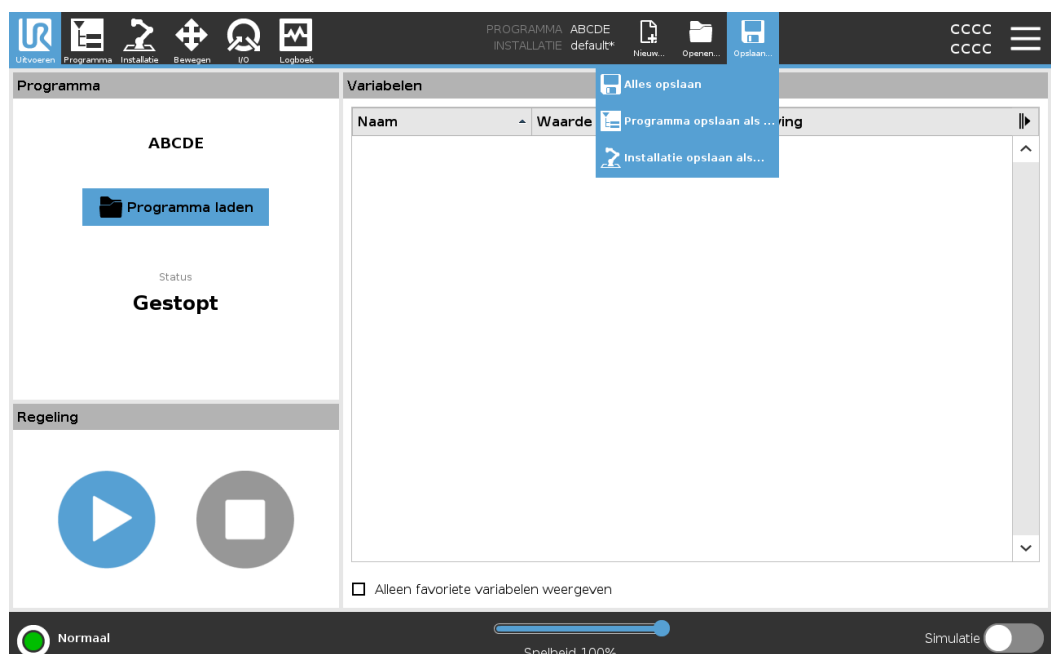 PROGRAMMA ABCDE
INSTALLATIE default*
Uitvoeren Programma Installatie Bewegen I/O Logboek
Nieuw... Openen... Opslaan...
CCCC
CCCC
Alles opslaan
Programma opslaan als ...
Installatie opslaan als...
Programma
ABCDE
Programma laden
Status
Gestopt
Regeling
Variabelen
Naam Waarde ving
Alleen favoriete variabelen weergeven
Normaal
Snelheid 100%
Simulatie